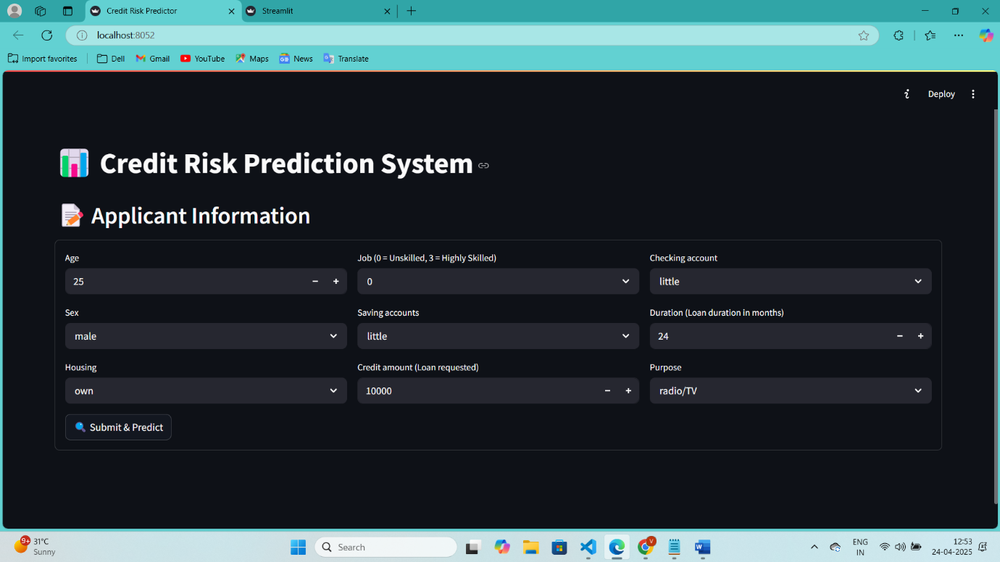 Credit Risk Predictor
Streamlit
localhost:8052
Import favorites
Dell
Gmail
YouTube
Maps
News
Translate
Deploy
Credit Risk Prediction System
Applicant Information
Age
Job (0 = Unskilled, 3 = Highly Skilled)
Checking account
25
0
little
Sex
Saving accounts
Duration (Loan duration in months)
male
little
24
Housing
Credit amount (Loan requested)
Purpose
own
10000
radio/TV
Submit & Predict
9+
31°C
Sunny
Search
V
W
ENG
IN
12:53
24-04-2025